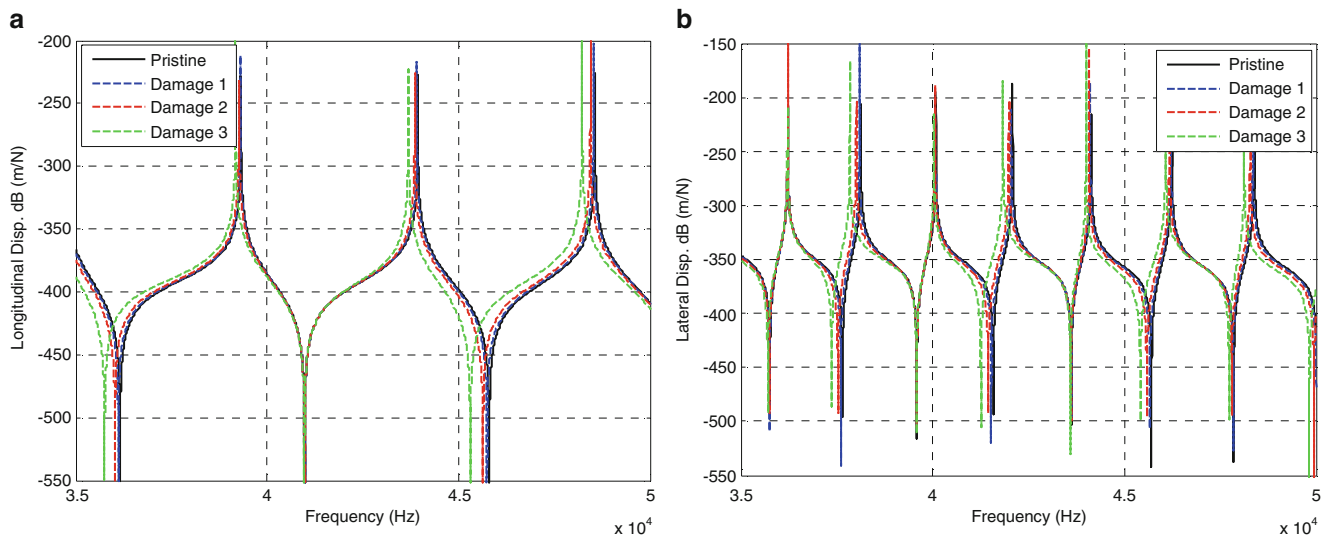 a
-200
-250
-300
-350
-400
-450
-500
-550
Longitudinal Disp. dB (m/N)
Pristine
Damage 1
Damage 2
Damage 3
3.5
4
4.5
5
Frequency (Hz)
x 10^4
b
-150
-200
-250
-300
-350
-400
-450
-500
-550
Lateral Disp. dB (m/N)
Pristine
Damage 1
Damage 2
Damage 3
3.5
4
4.5
5
Frequency (Hz)
x 10^4